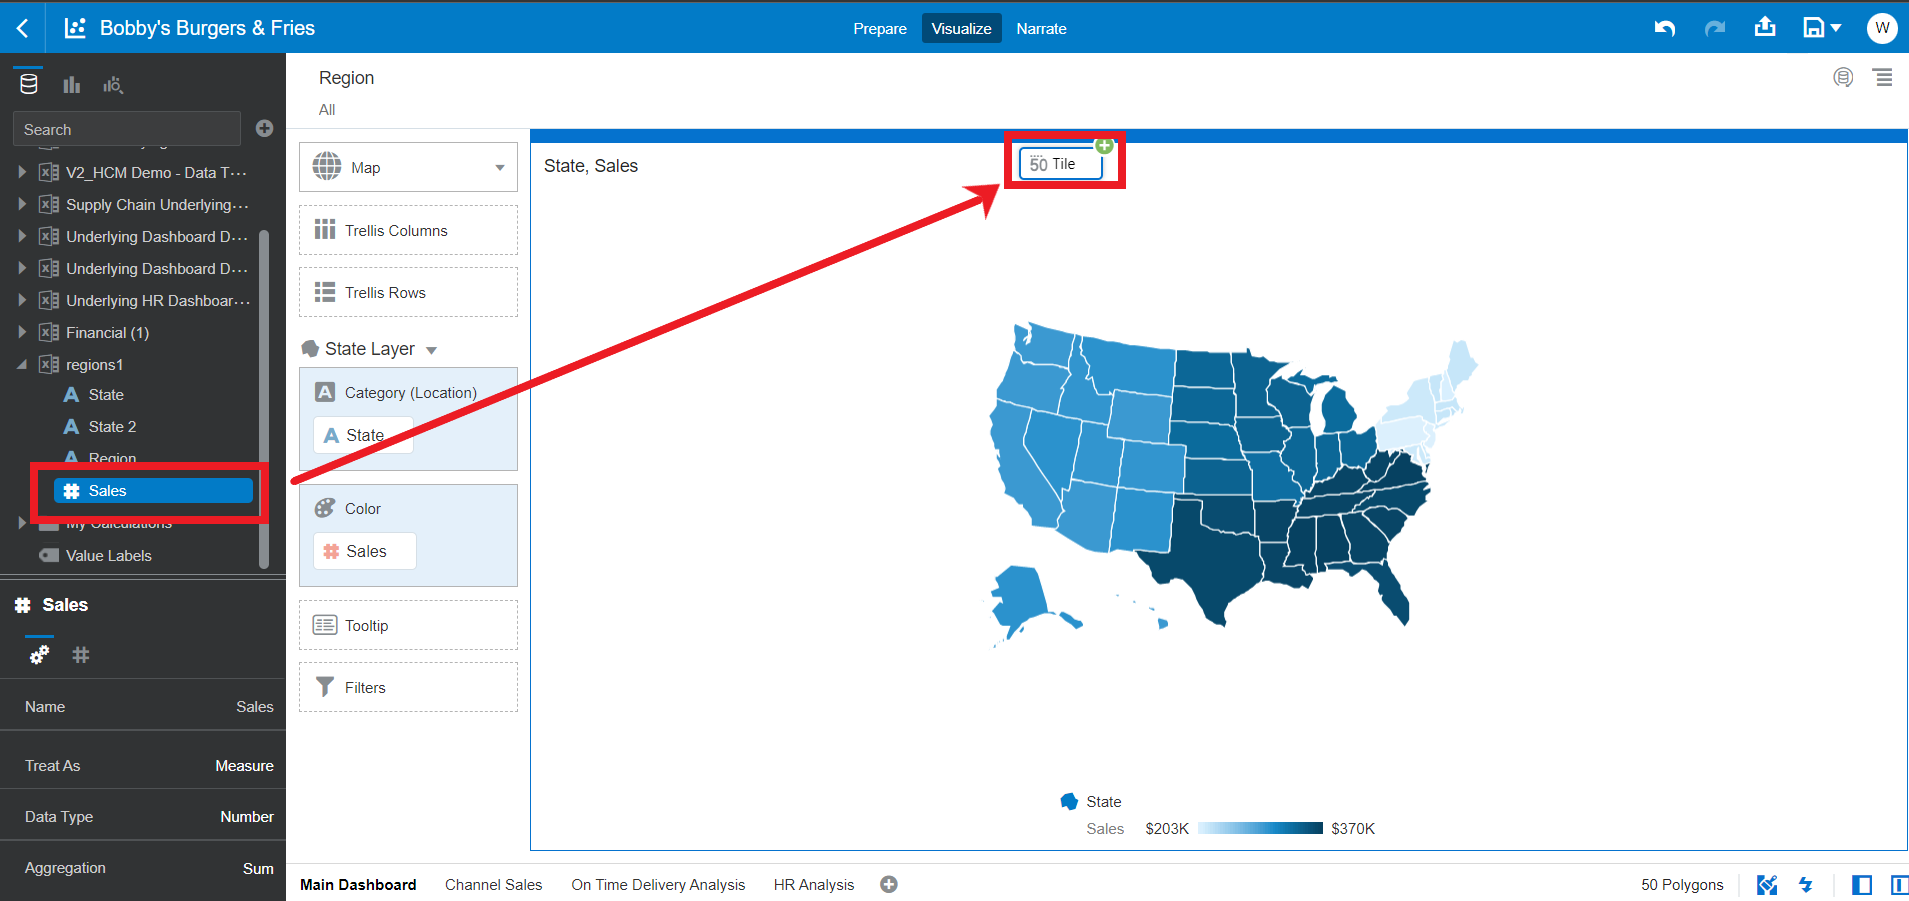 Bobby's Burgers & Fries
Prepare
Visualize
Narrate
W
Search
V2_HCM Demo - Data T...
Supply Chain Underlying...
Underlying Dashboard D...
Underlying Dashboard D...
Underlying HR Dashboar...
Financial (1)
regions1
A State
A State 2
A Region
# Sales
My Calculations
Value Labels
# Sales
Name Sales
Treat As Measure
Data Type Number
Aggregation Sum
Region
All
Map
Trellis Columns
Trellis Rows
State Layer
A Category (Location)
A State
Color
# Sales
Tooltip
Filters
State, Sales
50 Tile
State
Sales $203K $370K
Main Dashboard
Channel Sales
On Time Delivery Analysis
HR Analysis
50 Polygons